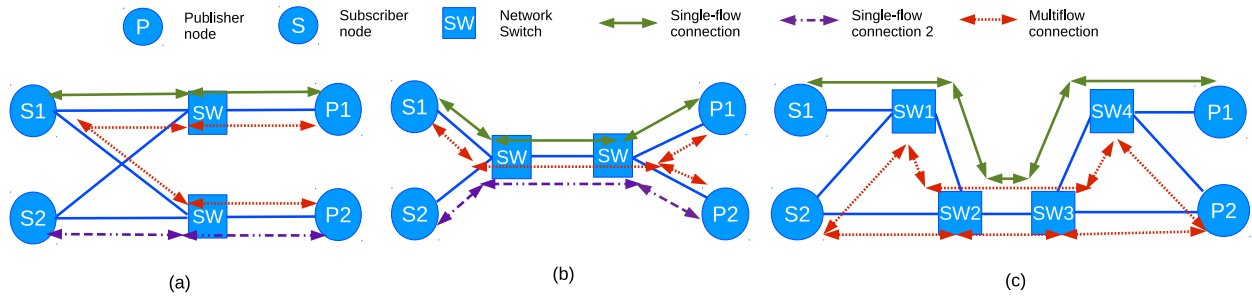 P
Publisher
node
S
Subscriber
node
SW
Network
Switch
Single-flow
connection
Single-flow
connection 2
Multiflow
connection
S1
SW
P1
S2
SW
P2
(a)
S1
P1
SW
SW
S2
P2
(b)
S1
SW1
SW4
P1
S2
SW2
SW3
P2
(c)